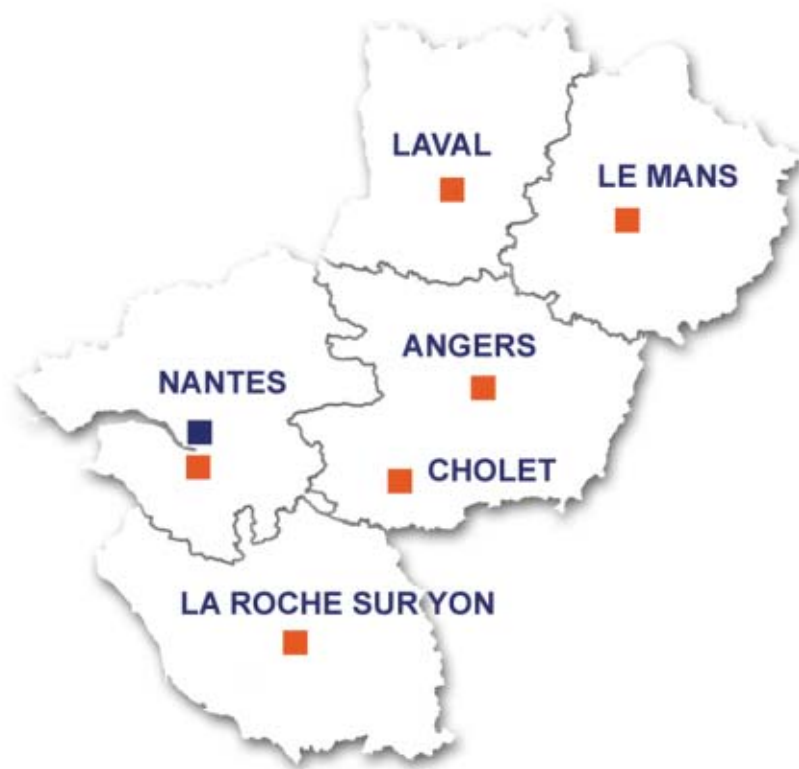 LAVAL
LE MANS
ANGERS
NANTES
CHOLET
LA ROCHE SUR YON